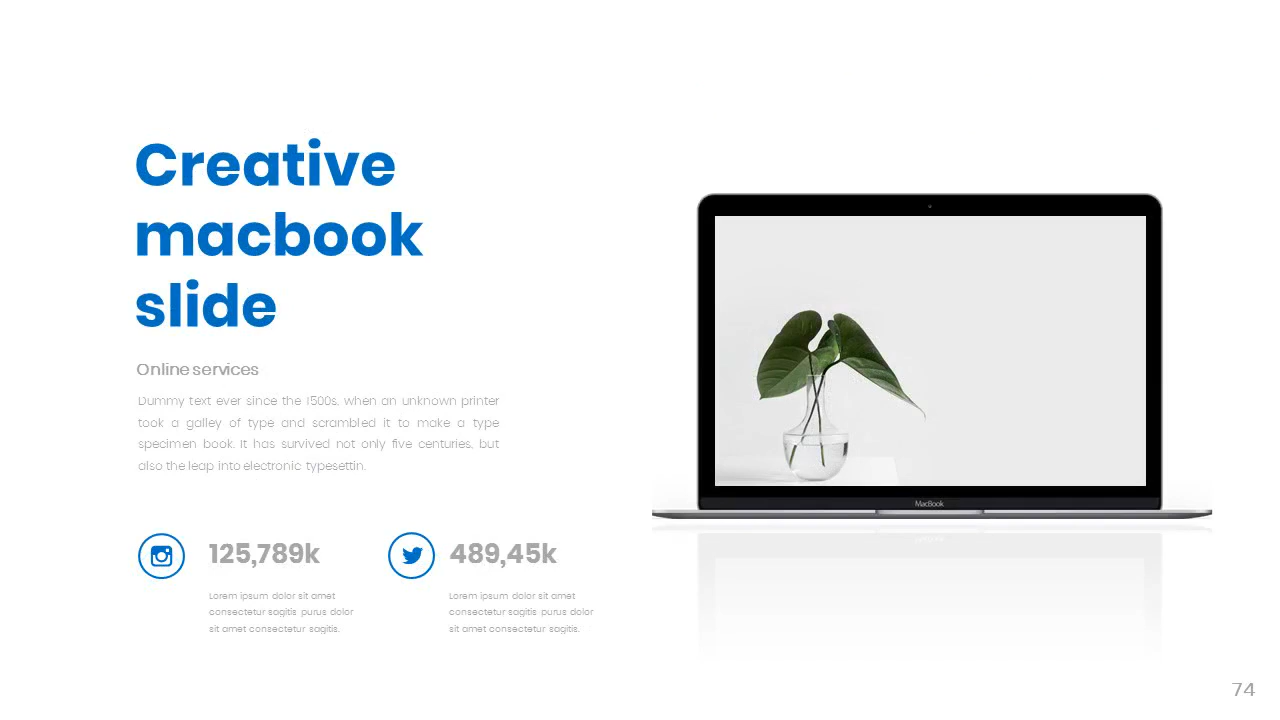 Creative
macbook
slide
Online services
Dummy text ever since the 1500s, when an unknown printer
took a galley of type and scrambled it to make a type
specimen book. It has survived not only five centuries, but
also the leap into electronic typesettin.
125,789k
Lorem ipsum dolor sit amet
consectetur sagitis purus dolor
sit amet consectetur sagitis.
489,45k
Lorem ipsum dolor sit amet
consectetur sagitis purus dolor
sit amet consectetur sagitis.
MacBook
74